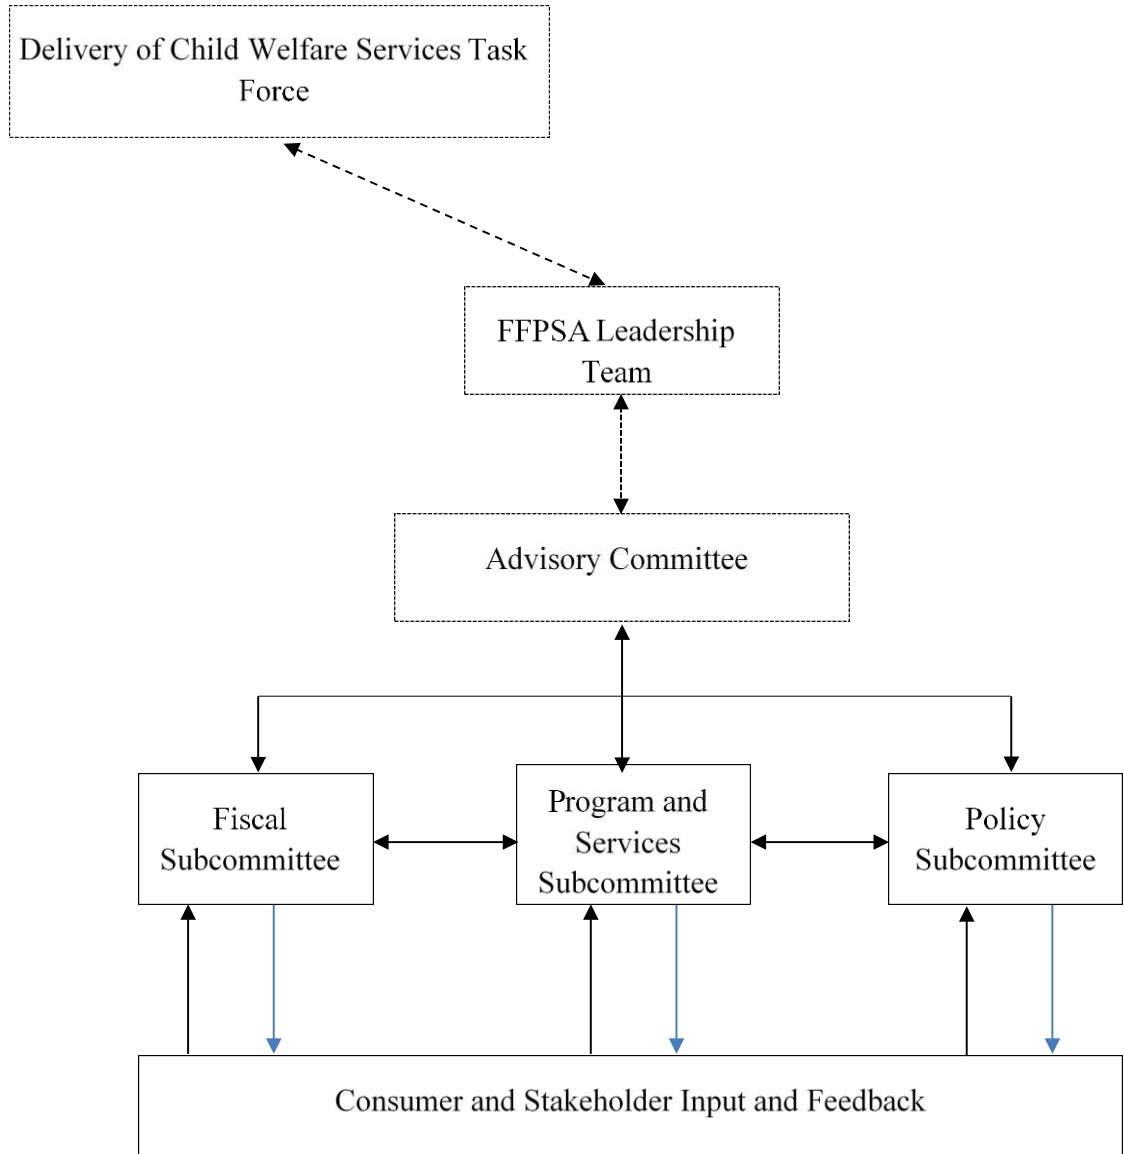 Delivery of Child Welfare Services Task
Force
FFPSA Leadership
Team
Advisory Committee
Fiscal
Subcommittee
Program and
Services
Subcommittee
Policy
Subcommittee
Consumer and Stakeholder Input and Feedback